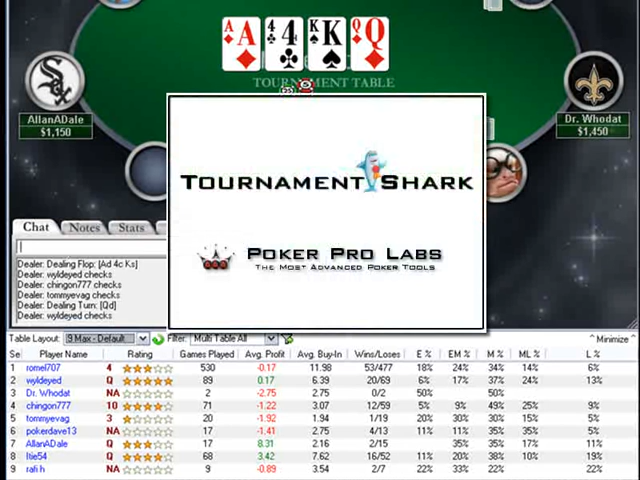 A A 4 4 K K Q Q
TOURNAMENT TABLE
AllanADale
$1,150
Dr. Whodat
$1,450
TOURNAMENT SHARK
POKER PRO LABS
THE MOST ADVANCED POKER TOOLS
Chat Notes Stats
Dealer: Dealing Flop: [Ad 4c Ks]
Dealer: wyldeyed checks
Dealer: chingon777 checks
Dealer: tommyevag checks
Dealer: Dealing Turn: [Qd]
Dealer: wyldeyed checks
Table Layout: 9 Max - Default Filter: Multi Table All ^ Minimize ^
Se Player Name Rating Games Played Avg. Profit Avg. Buy-In Wins/Loses E % EM % M % ML % L %
1 romel707 4 530 -0.17 11.98 53/477 18% 24% 34% 14% 6%
2 wyldeyed Q 89 0.17 6.39 20/69 6% 17% 37% 24% 13%
3 Dr. Whodat NA 2 -2.75 2.75 0/2 50% 50%
4 chingon777 10 71 -1.22 3.07 12/59 5% 9% 49% 25% 9%
5 tommyevag 3 20 -1.92 1.94 1/19 20% 30% 30% 15% 5%
6 pokerdave13 NA 17 -1.41 2.75 4/13 11% 11% 35% 35% 5%
7 AllanADale Q 17 8.31 2.16 2/15 35% 35% 17% 11%
8 Itie54 Q 68 3.42 7.62 16/52 11% 20% 38% 10% 19%
9 rafi h NA 9 -0.89 3.54 2/7 22% 33% 22% 22%